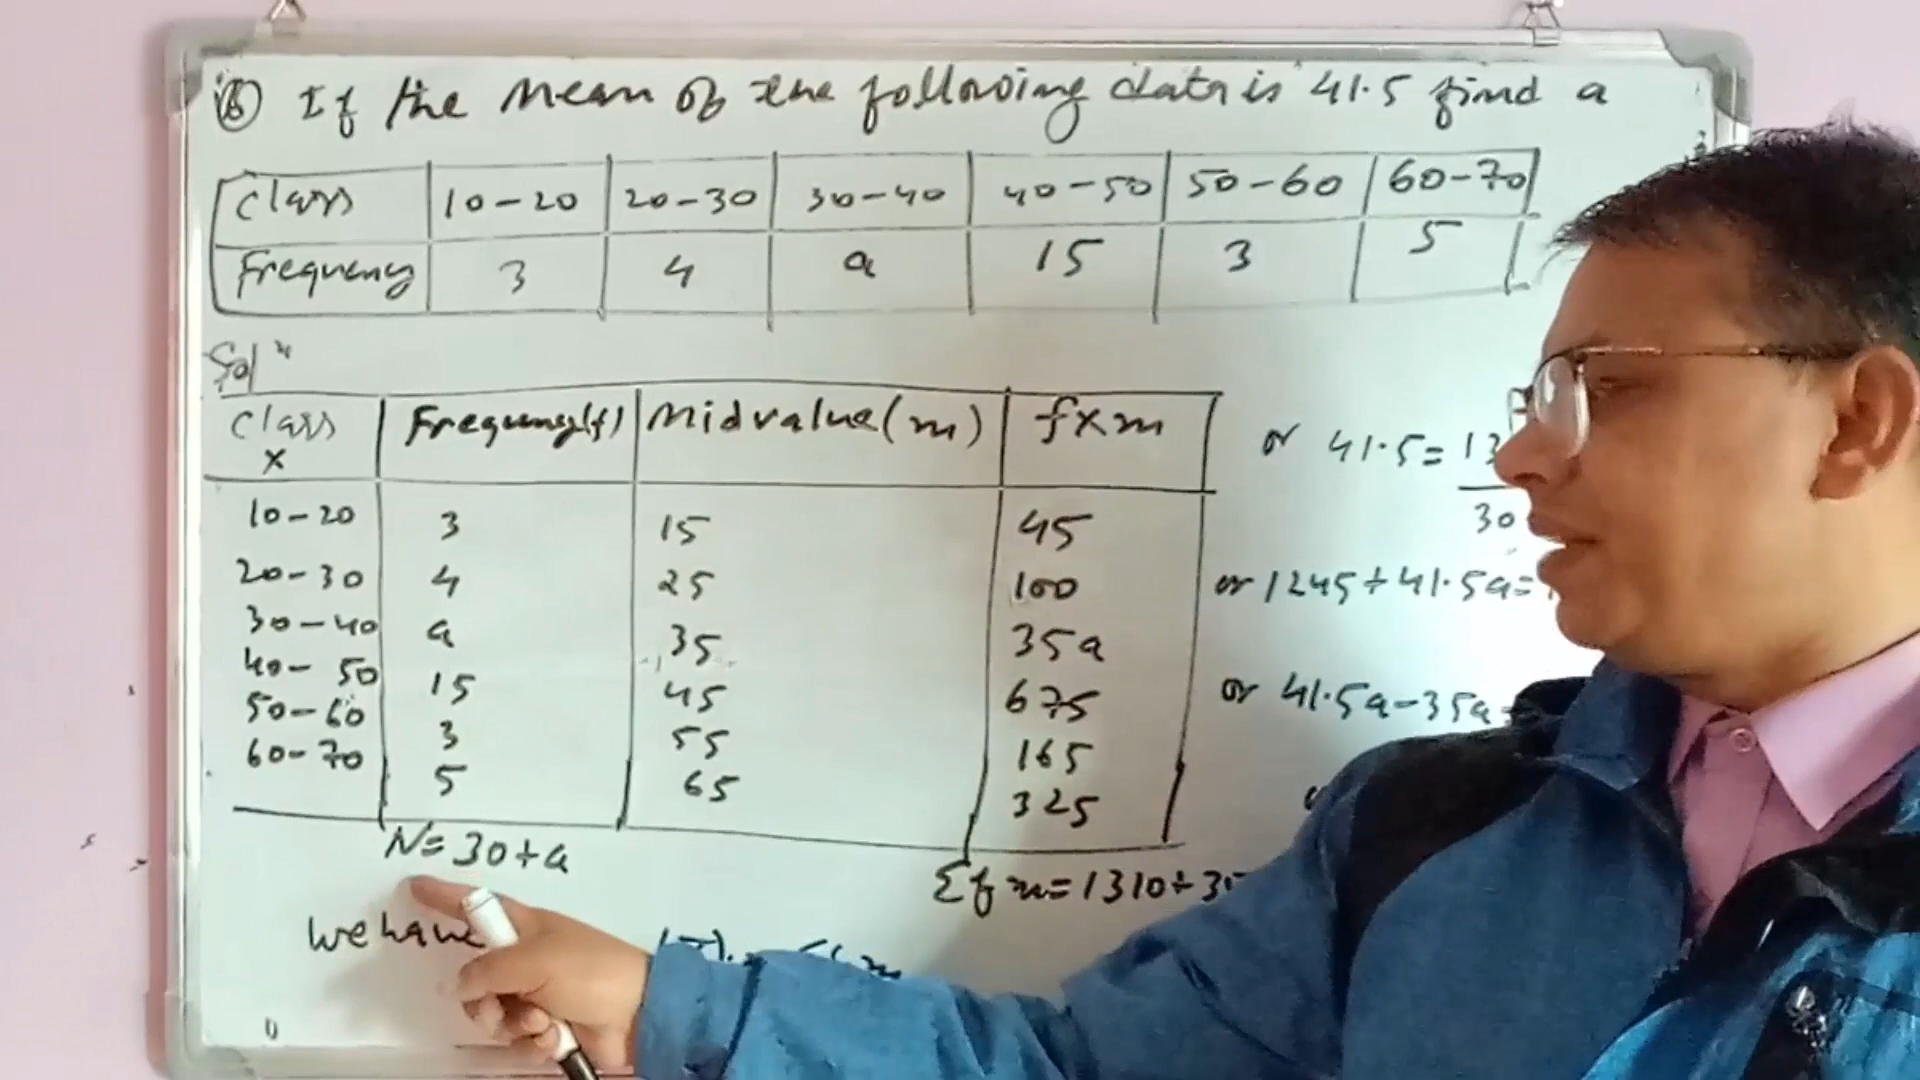 6 If the mean of the following data is 41.5 find a
Class 10-20 20-30 30-40 40-50 50-60 60-70
Frequency 3 4 a 15 3 5
Solⁿ
Class x Frequency(f) Midvalue(m) f×m
10-20 3 15 45
20-30 4 25 100
30-40 a 35 35a
40-50 15 45 675
50-60 3 55 165
60-70 5 65 325
N=30+a
Σfm=1310+
We have
or 41.5=
30
or 1245+41.5a=
or 41.5a-35a